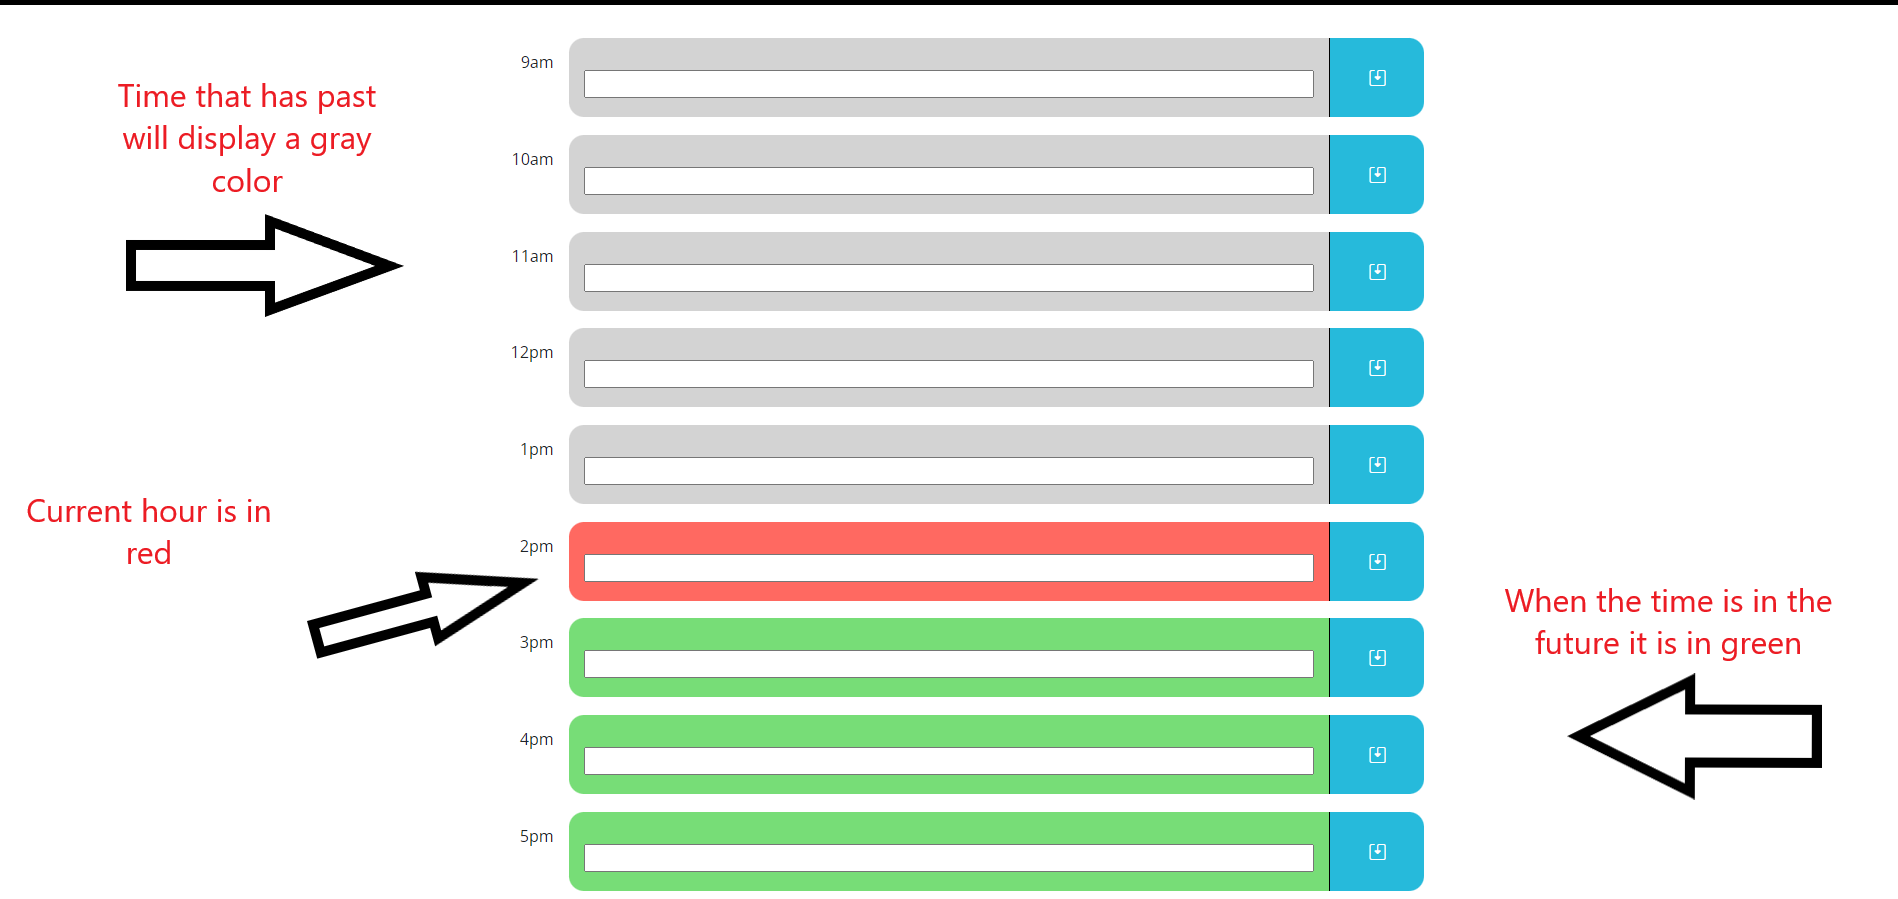 Time that has past
will display a gray
color
9am
10am
11am
12pm
1pm
Current hour is in
red
2pm
3pm
4pm
5pm
When the time is in the
future it is in green